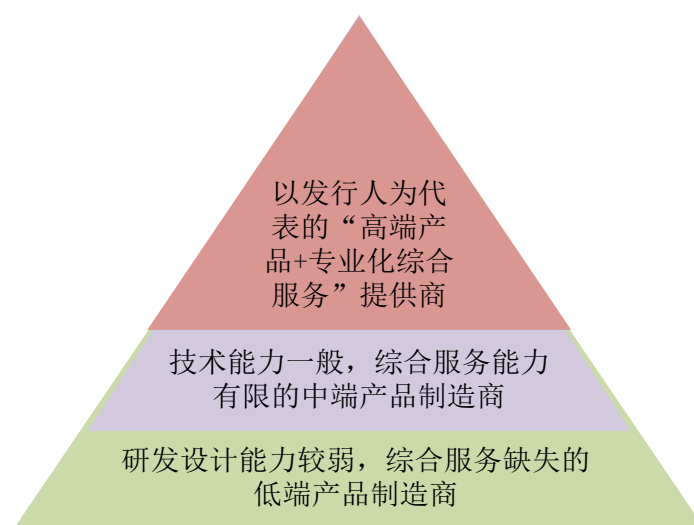 以发行人为代
表的“高端产
品+专业化综合
服务”提供商
技术能力一般，综合服务能力
有限的中端产品制造商
研发设计能力较弱，综合服务缺失的
低端产品制造商